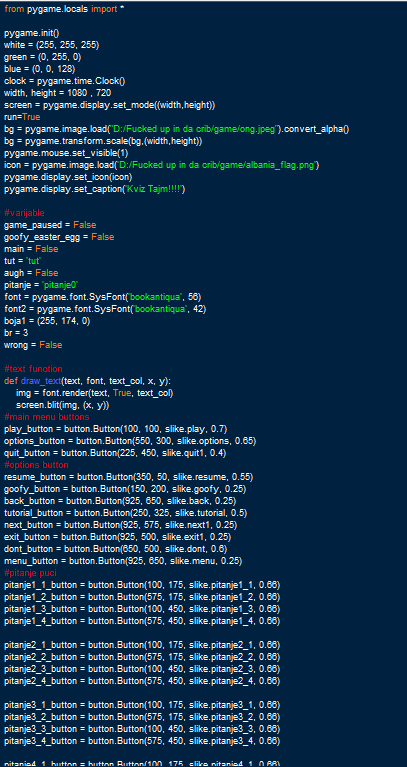 from pygame.locals import *
pygame.init()
white = (255, 255, 255)
green = (0, 255, 0)
blue = (0, 0, 128)
clock = pygame.time.Clock()
width, height = 1080 , 720
screen = pygame.display.set_mode((width,height))
run=True
bg = pygame.image.load("D:/Fucked up in da crib/game/ong.jpeg").convert_alpha()
bg = pygame.transform.scale(bg,(width,height))
pygame.mouse.set_visible(1)
icon = pygame.image.load('D:/Fucked up in da crib/game/albania_flag.png')
pygame.display.set_icon(icon)
pygame.display.set_caption('Kviz Tajm!!!!')
#varijable
game_paused = False
goofy_easter_egg = False
main = False
tut = 'tut'
augh = False
pitanje = 'pitanje0'
font = pygame.font.SysFont('bookantiqua', 56)
font2 = pygame.font.SysFont('bookantiqua', 42)
boja1 = (255, 174, 0)
br = 3
wrong = False
#text function
def draw_text(text, font, text_col, x, y):
img = font.render(text, True, text_col)
screen.blit(img, (x, y))
#main menu buttons
play_button = button.Button(100, 100, slike.play, 0.7)
options_button = button.Button(550, 300, slike.options, 0.65)
quit_button = button.Button(225, 450, slike.quit1, 0.4)
#options button
resume_button = button.Button(350, 50, slike.resume, 0.55)
goofy_button = button.Button(150, 200, slike.goofy, 0.25)
back_button = button.Button(925, 650, slike.back, 0.25)
tutorial_button = button.Button(250, 325, slike.tutorial, 0.5)
next_button = button.Button(925, 575, slike.next1, 0.25)
exit_button = button.Button(925, 500, slike.exit1, 0.25)
dont_button = button.Button(650, 500, slike.dont, 0.6)
menu_button = button.Button(925, 650, slike.menu, 0.25)
#pitanje puci
pitanje1_1_button = button.Button(100, 175, slike.pitanje1_1, 0.66)
pitanje1_2_button = button.Button(575, 175, slike.pitanje1_2, 0.66)
pitanje1_3_button = button.Button(100, 450, slike.pitanje1_3, 0.66)
pitanje1_4_button = button.Button(575, 450, slike.pitanje1_4, 0.66)
pitanje2_1_button = button.Button(100, 175, slike.pitanje2_1, 0.66)
pitanje2_2_button = button.Button(575, 175, slike.pitanje2_2, 0.66)
pitanje2_3_button = button.Button(100, 450, slike.pitanje2_3, 0.66)
pitanje2_4_button = button.Button(575, 450, slike.pitanje2_4, 0.66)
pitanje3_1_button = button.Button(100, 175, slike.pitanje3_1, 0.66)
pitanje3_2_button = button.Button(575, 175, slike.pitanje3_2, 0.66)
pitanje3_3_button = button.Button(100, 450, slike.pitanje3_3, 0.66)
pitanje3_4_button = button.Button(575, 450, slike.pitanje3_4, 0.66)
pitanje4_1_button = button.Button(100, 175, slike.pitanje4_1, 0.66)